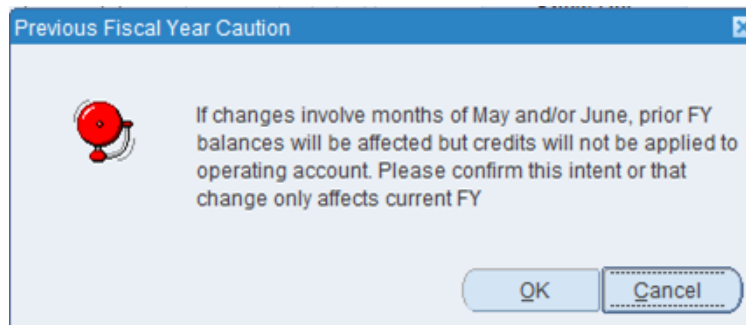 Previous Fiscal Year Caution
If changes involve months of May and/or June, prior FY
balances will be affected but credits will not be applied to
operating account. Please confirm this intent or that
change only affects current FY
OK
Cancel